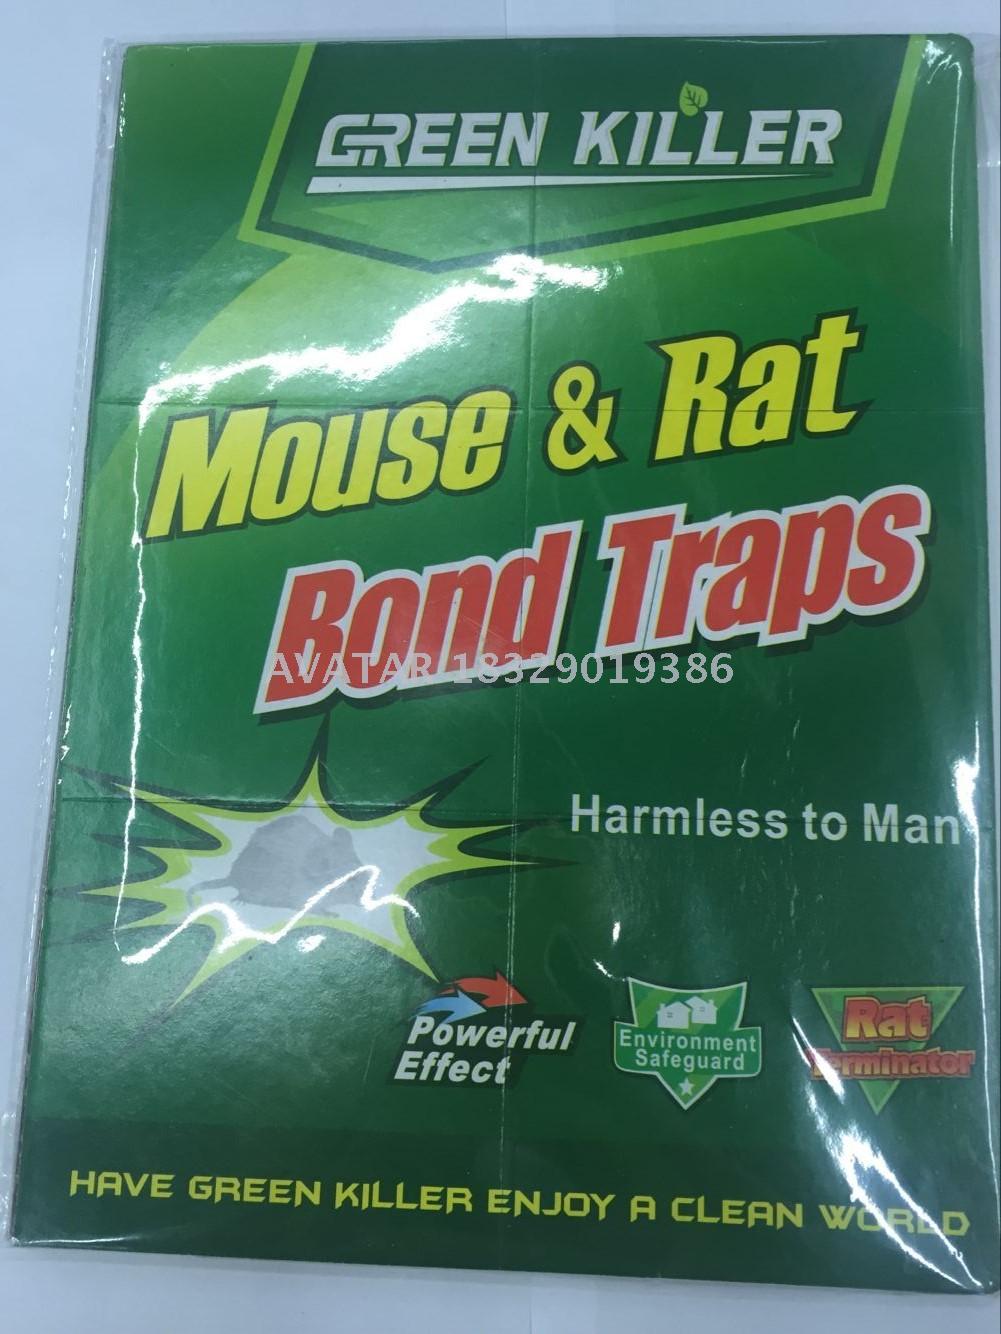 GREEN KILLER
Mouse & Rat
Bond Traps
AVATAR 18329019386
Harmless to Man
Powerful
Effect
Environment
Safeguard
Rat
Terminator
HAVE GREEN KILLER ENJOY A CLEAN WORLD